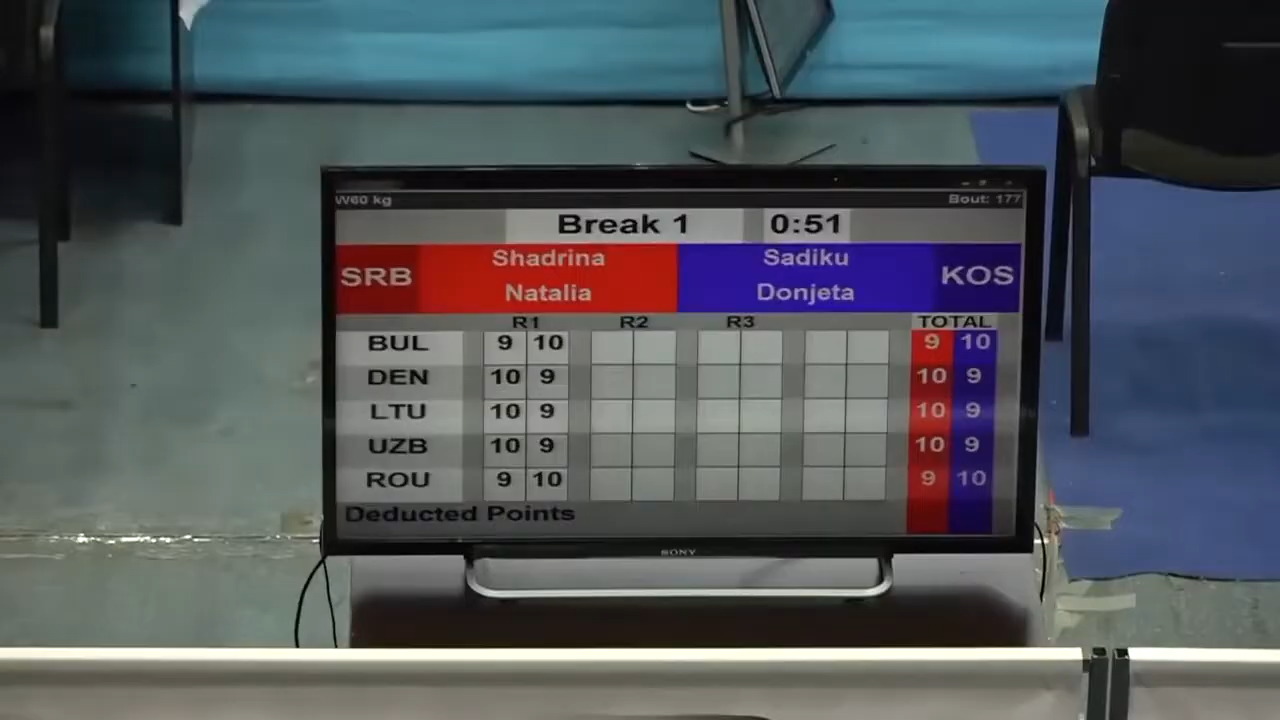 W60 kg Bout: 177
Break 1 0:51
SRB Shadrina Natalia Sadiku Donjeta KOS
R1 R2 R3 TOTAL
BUL 9 10 9 10
DEN 10 9 10 9
LTU 10 9 10 9
UZB 10 9 10 9
ROU 9 10 9 10
Deducted Points
SONY